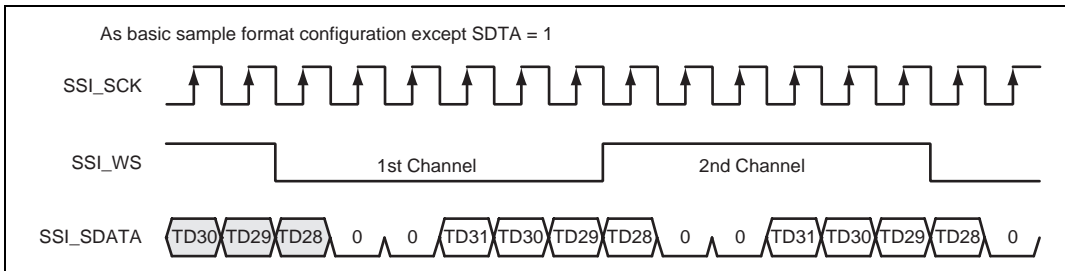 As basic sample format configuration except SDTA = 1
SSI_SCK
SSI_WS 1st Channel 2nd Channel
SSI_SDATA TD30 TD29 TD28 0 0 TD31 TD30 TD29 TD28 0 0 TD31 TD30 TD29 TD28 0